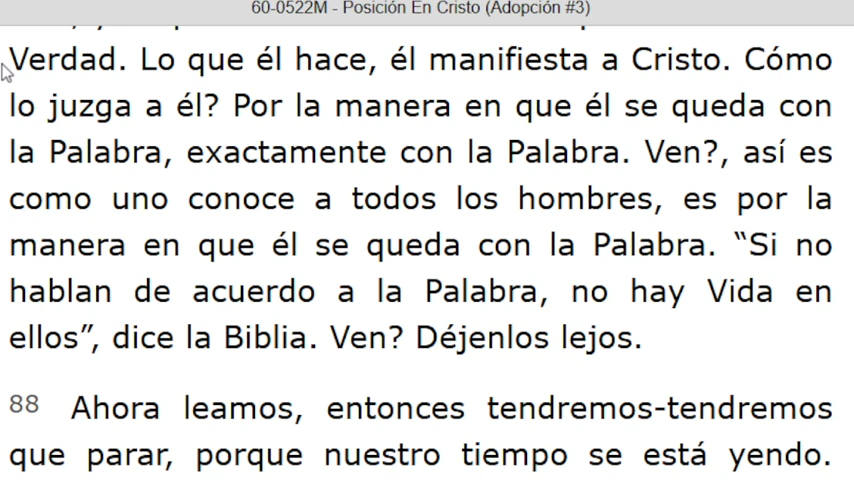 60-0522M - Posición En Cristo (Adopción #3)
Verdad. Lo que él hace, él manifiesta a Cristo. Cómo
lo juzga a él? Por la manera en que él se queda con
la Palabra, exactamente con la Palabra. Ven?, así es
como uno conoce a todos los hombres, es por la
manera en que él se queda con la Palabra. “Si no
hablan de acuerdo a la Palabra, no hay Vida en
ellos”, dice la Biblia. Ven? Déjenlos lejos.
88 Ahora leamos, entonces tendremos-tendremos
que parar, porque nuestro tiempo se está yendo.